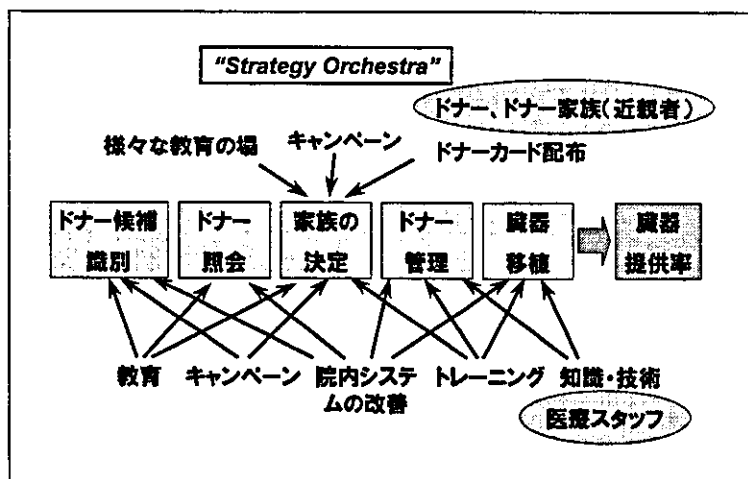 "Strategy Orchestra"
ドナー、ドナー家族(近親者)
様々な教育の場
キャンペーン
ドナーカード配布
ドナー候補
識別
ドナー
照会
家族の
決定
ドナー
管理
臓器
移植
臓器
提供率
教育
キャンペーン
院内システ
ムの改善
トレーニング
知識・技術
医療スタッフ